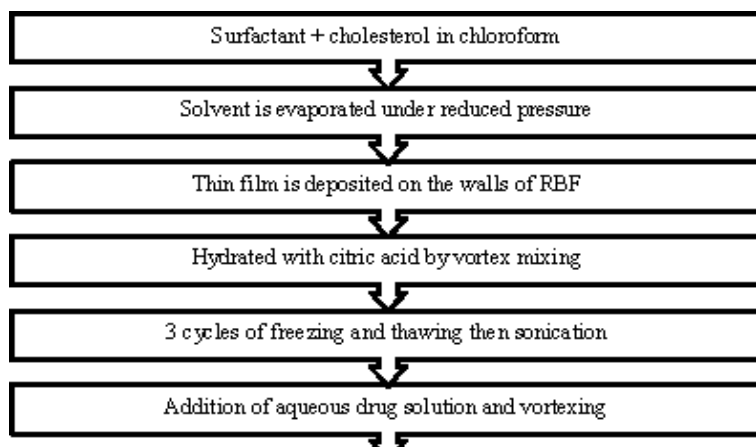 Surfactant + cholesterol in chloroform
Solvent is evaporated under reduced pressure
Thin film is deposited on the walls of RBF
Hydrated with citric acid by vortex mixing
3 cycles of freezing and thawing then sonication
Addition of aqueous drug solution and vortexing